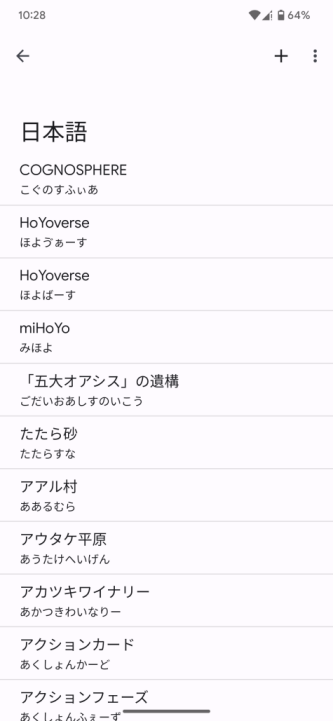 10:28
64%
日本語
COGNOSPHERE
こぐのすふぃあ
HoYoverse
ほよゔぁーす
HoYoverse
ほよばーす
miHoYo
みほよ
「五大オアシス」の遺構
ごだいおあしすのいこう
たたら砂
たたらすな
アアル村
ああるむら
アウタケ平原
あうたけへいげん
アカツキワイナリー
あかつきわいなりー
アクションカード
あくしょんかーど
アクションフェーズ
あくしょんふぇーず